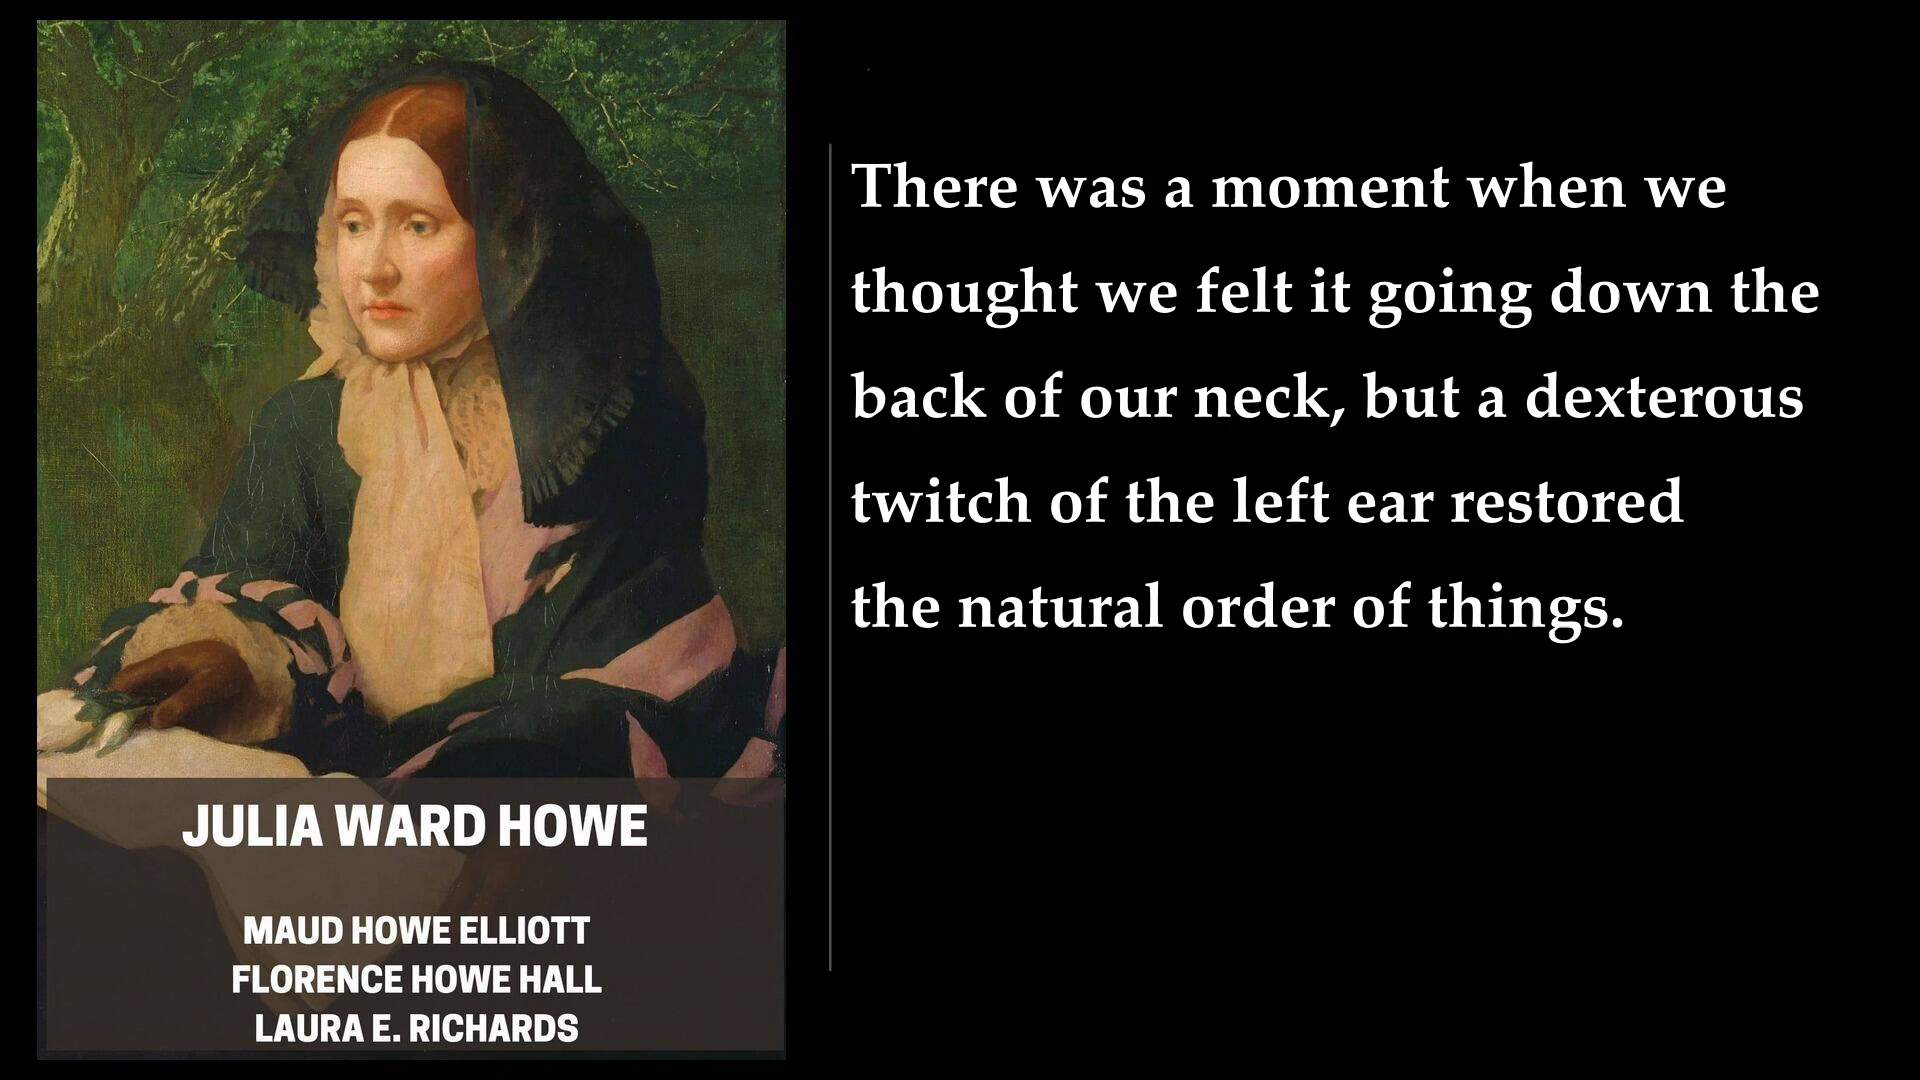 JULIA WARD HOWE
MAUD HOWE ELLIOTT
FLORENCE HOWE HALL
LAURA E. RICHARDS
There was a moment when we
thought we felt it going down the
back of our neck, but a dexterous
twitch of the left ear restored
the natural order of things.